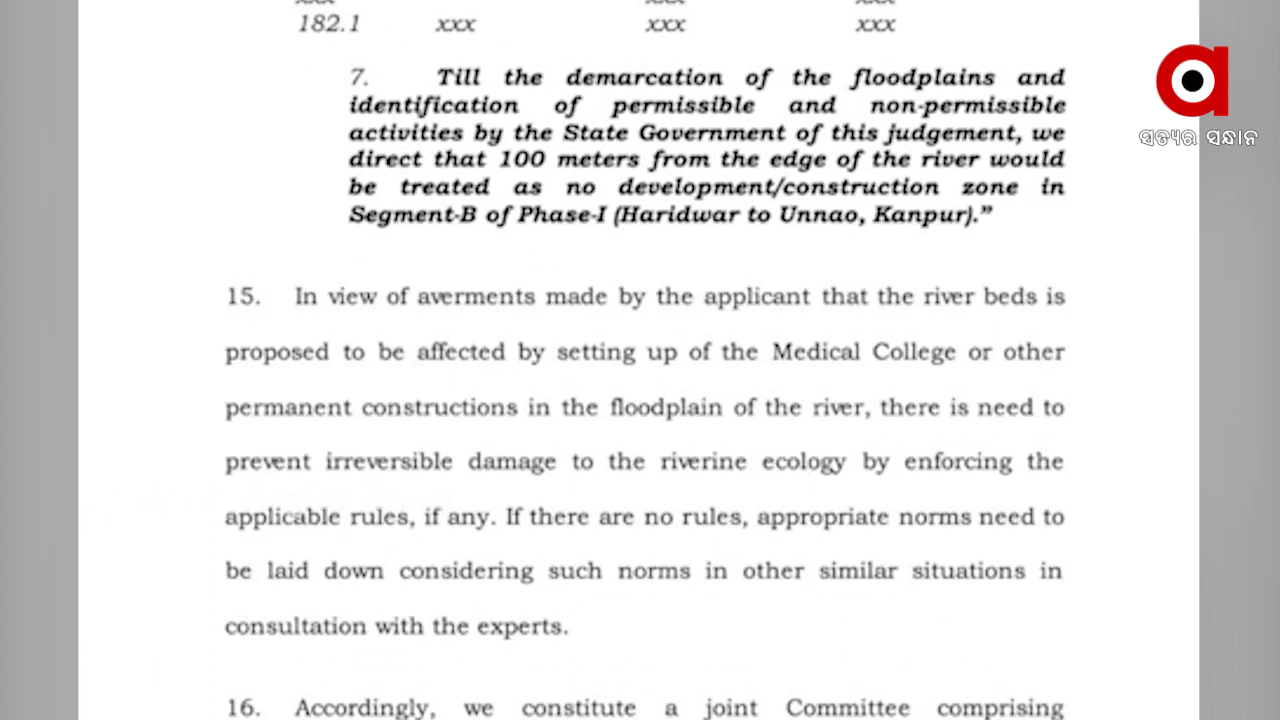 182.1 xxx xxx xxx
7. Till the demarcation of the floodplains and
identification of permissible and non-permissible
activities by the State Government of this judgement, we
direct that 100 meters from the edge of the river would
be treated as no development/construction zone in
Segment-B of Phase-I (Haridwar to Unnao, Kanpur).”
ସତ୍ୟର ସନ୍ଧାନ
15. In view of averments made by the applicant that the river beds is
proposed to be affected by setting up of the Medical College or other
permanent constructions in the floodplain of the river, there is need to
prevent irreversible damage to the riverine ecology by enforcing the
applicable rules, if any. If there are no rules, appropriate norms need to
be laid down considering such norms in other similar situations in
consultation with the experts.
16. Accordingly, we constitute a joint Committee comprising